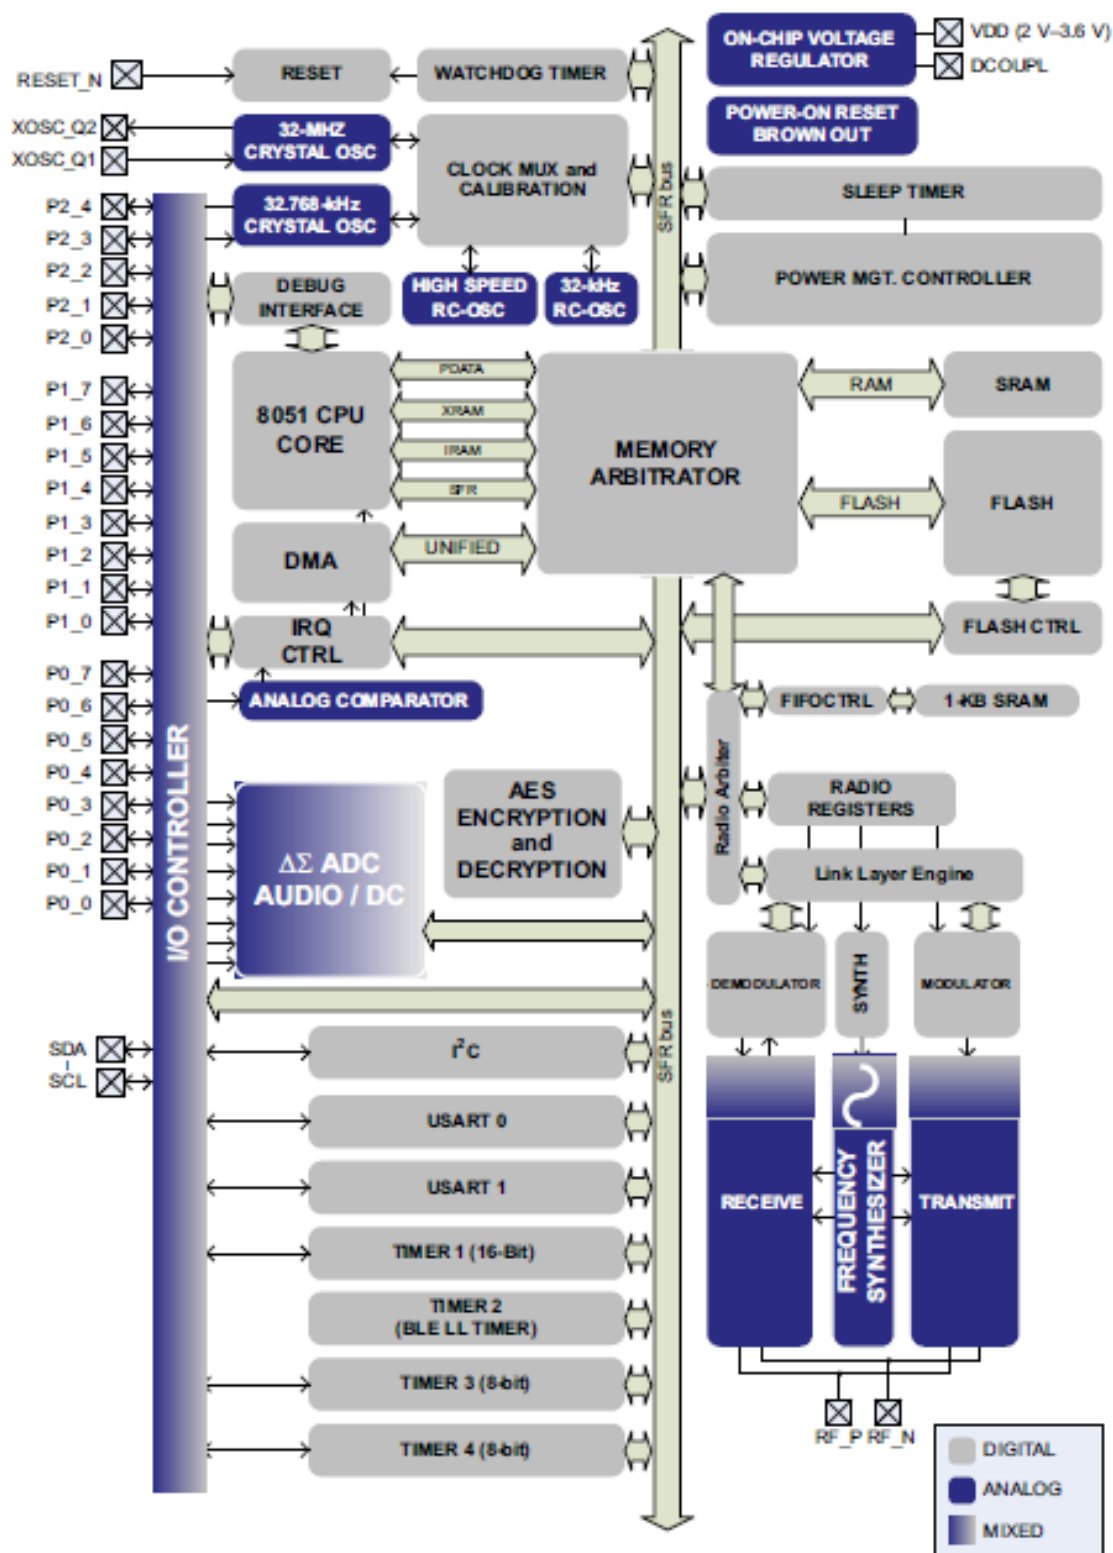 ON-CHIP VOLTAGE
REGULATOR
VDD (2 V–3.6 V)
DCOUPL
RESET_N
RESET
WATCHDOG TIMER
XOSC_Q2
XOSC_Q1
32-MHZ
CRYSTAL OSC
CLOCK MUX and
CALIBRATION
POWER-ON RESET
BROWN OUT
SFR bus
SLEEP TIMER
P2_4
P2_3
P2_2
P2_1
P2_0
32.768-kHz
CRYSTAL OSC
DEBUG
INTERFACE
HIGH SPEED
RC-OSC
32-kHz
RC-OSC
POWER MGT. CONTROLLER
P1_7
P1_6
P1_5
P1_4
P1_3
P1_2
P1_1
P1_0
8051 CPU
CORE
PDATA
XRAM
IRAM
SFR
MEMORY
ARBITRATOR
RAM
SRAM
FLASH
FLASH
DMA
UNIFIED
IRQ
CTRL
FLASH CTRL
P0_7
P0_6
P0_5
P0_4
P0_3
P0_2
P0_1
P0_0
ANALOG COMPARATOR
I/O CONTROLLER
FIFOCTRL
1-KB SRAM
Radio Arbiter
RADIO
REGISTERS
AES
ENCRYPTION
and
DECRYPTION
ΔΣ ADC
AUDIO / DC
Link Layer Engine
DEMODULATOR
SYNTH
MODULATOR
SDA
SCL
I²C
SFR bus
USART 0
USART 1
TIMER 1 (16-Bit)
TIMER 2
(BLE LL TIMER)
TIMER 3 (8-bit)
TIMER 4 (8-bit)
RECEIVE
FREQUENCY
SYNTHESIZER
TRANSMIT
RF_P
RF_N
DIGITAL
ANALOG
MIXED